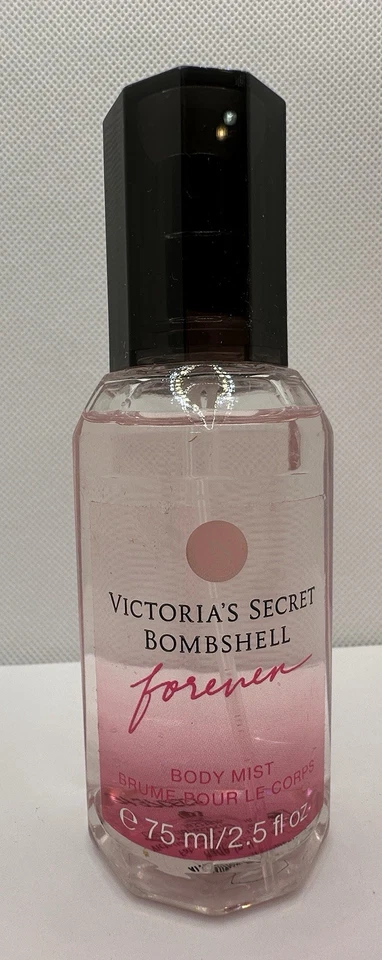 VICTORIA'S SECRET
BOMBSHELL
forever
BODY MIST
BRUME POUR LE CORPS
℮ 75 ml/2.5 fl oz.